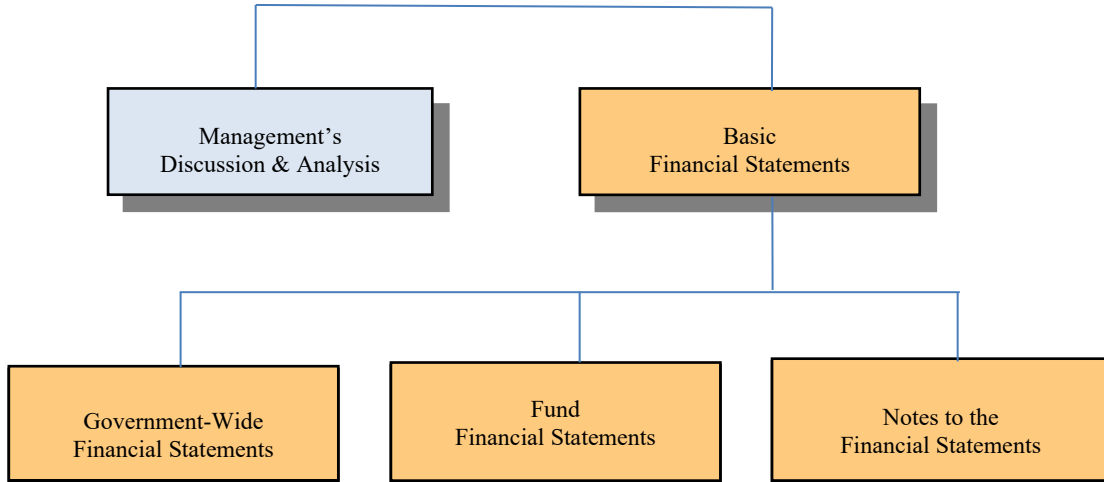 Management’s
Discussion & Analysis
Basic
Financial Statements
Government-Wide
Financial Statements
Fund
Financial Statements
Notes to the
Financial Statements